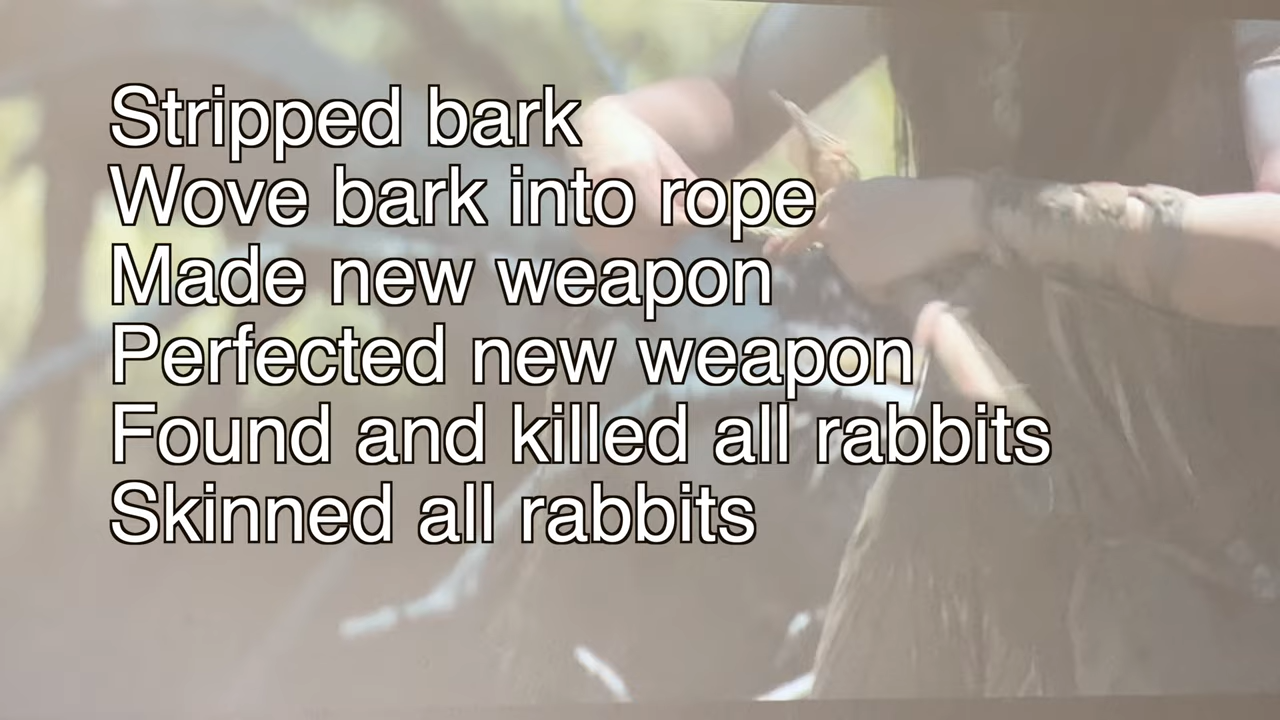 Stripped bark
Wove bark into rope
Made new weapon
Perfected new weapon
Found and killed all rabbits
Skinned all rabbits